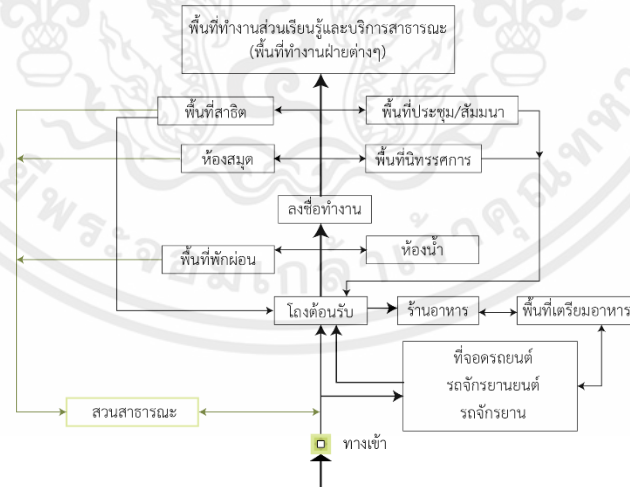 พื้นที่ทำงานส่วนเรียนรู้และบริการสาธารณะ
(พื้นที่ทำงานฝ่ายต่างๆ)
พื้นที่สาธิต
พื้นที่ประชุม/สัมมนา
ห้องสมุด
พื้นที่นิทรรศการ
ลงชื่อทำงาน
พื้นที่พักผ่อน
ห้องน้ำ
โถงต้อนรับ
ร้านอาหาร
พื้นที่เตรียมอาหาร
ที่จอดรถยนต์
รถจักรยานยนต์
รถจักรยาน
สวนสาธารณะ
ทางเข้า